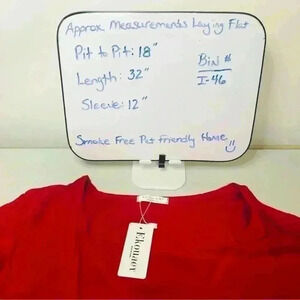 Approx Measurements Laying Flat
Pit to Pit: 18"
Length: 32"
Sleeve: 12"
Bin #
I-46
Smoke Free Pet Friendly Home
Ekouaer